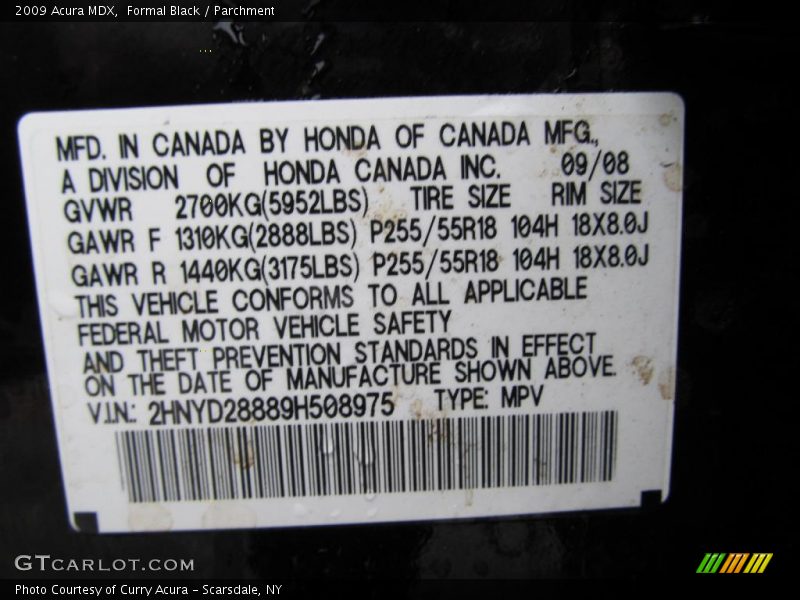 2009 Acura MDX,  Formal Black / Parchment
MFD. IN CANADA BY HONDA OF CANADA MFG.,
A DIVISION OF HONDA CANADA INC. 09/08
GVWR 2700KG(5952LBS) TIRE SIZE RIM SIZE
GAWR F 1310KG(2888LBS) P255/55R18 104H 18X8.0J
GAWR R 1440KG(3175LBS) P255/55R18 104H 18X8.0J
THIS VEHICLE CONFORMS TO ALL APPLICABLE
FEDERAL MOTOR VEHICLE SAFETY
AND THEFT PREVENTION STANDARDS IN EFFECT
ON THE DATE OF MANUFACTURE SHOWN ABOVE.
V.I.N.: 2HNYD28889H508975 TYPE: MPV
GTCARLOT.COM
Photo Courtesy of Curry Acura - Scarsdale, NY